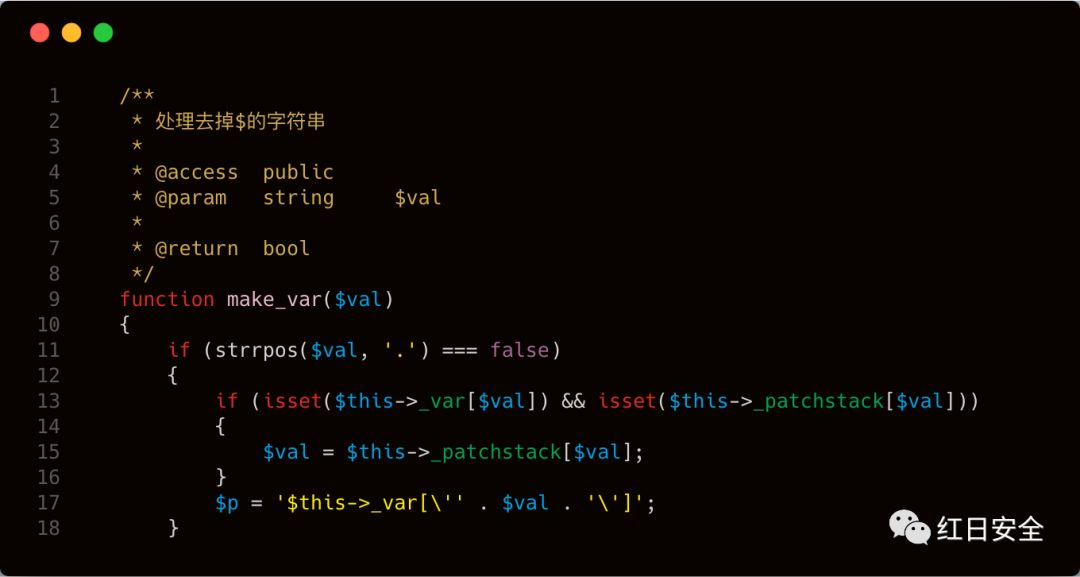 1 /**
2 * 处理去掉$的字符串
3 *
4 * @access public
5 * @param string $val
6 *
7 * @return bool
8 */
9 function make_var($val)
10 {
11 if (strrpos($val, '.') === false)
12 {
13 if (isset($this->_var[$val]) && isset($this->_patchstack[$val]))
14 {
15 $val = $this->_patchstack[$val];
16 }
17 $p = '$this->_var[\'' . $val . '\']';
18 }
红日安全